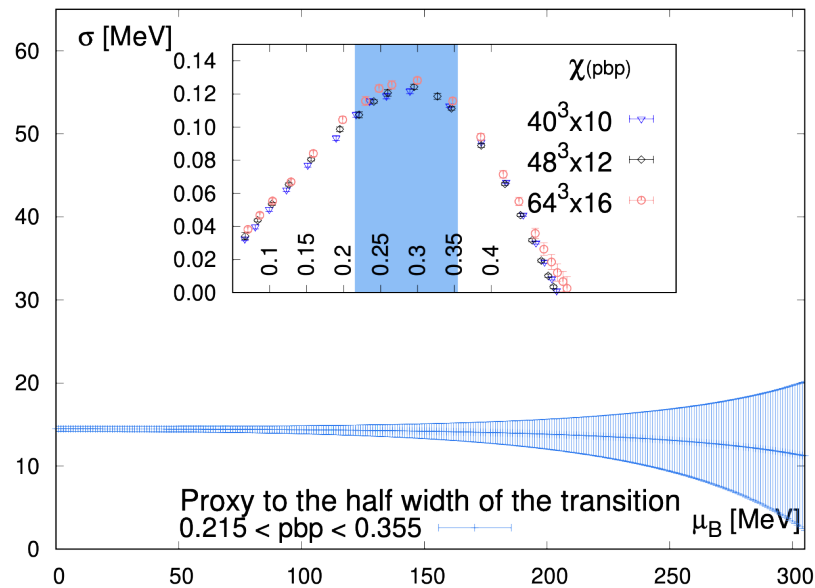 σ [MeV]
60
50
40
30
20
10
0
0.14
0.12
0.10
0.08
0.06
0.04
0.02
0.00
χ(pbp)
40³x10
48³x12
64³x16
0.1 0.15 0.2 0.25 0.3 0.35 0.4
Proxy to the half width of the transition
0.215 < pbp < 0.355
μ_B [MeV]
0 50 100 150 200 250 300